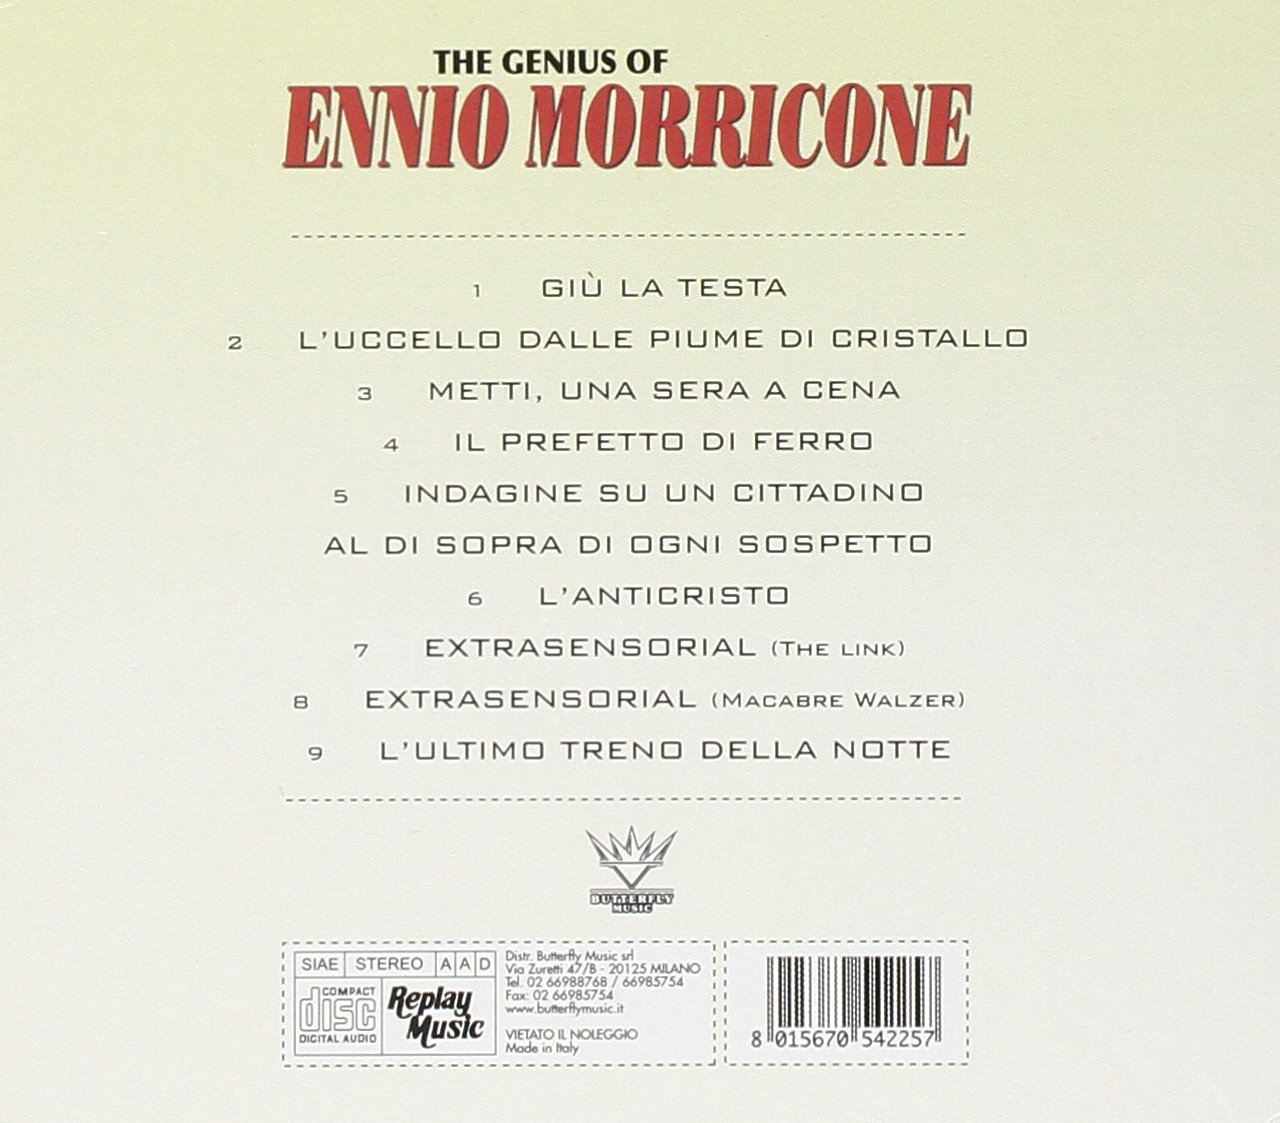 THE GENIUS OF
ENNIO MORRICONE
1 GIÙ LA TESTA
2 L'UCCELLO DALLE PIUME DI CRISTALLO
3 METTI, UNA SERA A CENA
4 IL PREFETTO DI FERRO
5 INDAGINE SU UN CITTADINO
AL DI SOPRA DI OGNI SOSPETTO
6 L'ANTICRISTO
7 EXTRASENSORIAL (THE LINK)
8 EXTRASENSORIAL (MACABRE WALZER)
9 L'ULTIMO TRENO DELLA NOTTE
BUTTERFLY
MUSIC
SIAE STEREO A A D
COMPACT
disc
DIGITAL AUDIO
Replay
Music
Distr. Butterfly Music srl
Via Zuretti 47/B - 20125 MILANO
Tel. 02 66988768 / 66985754
Fax: 02 66985754
www.butterflymusic.it
VIETATO IL NOLEGGIO
Made in Italy
8 015670 542257